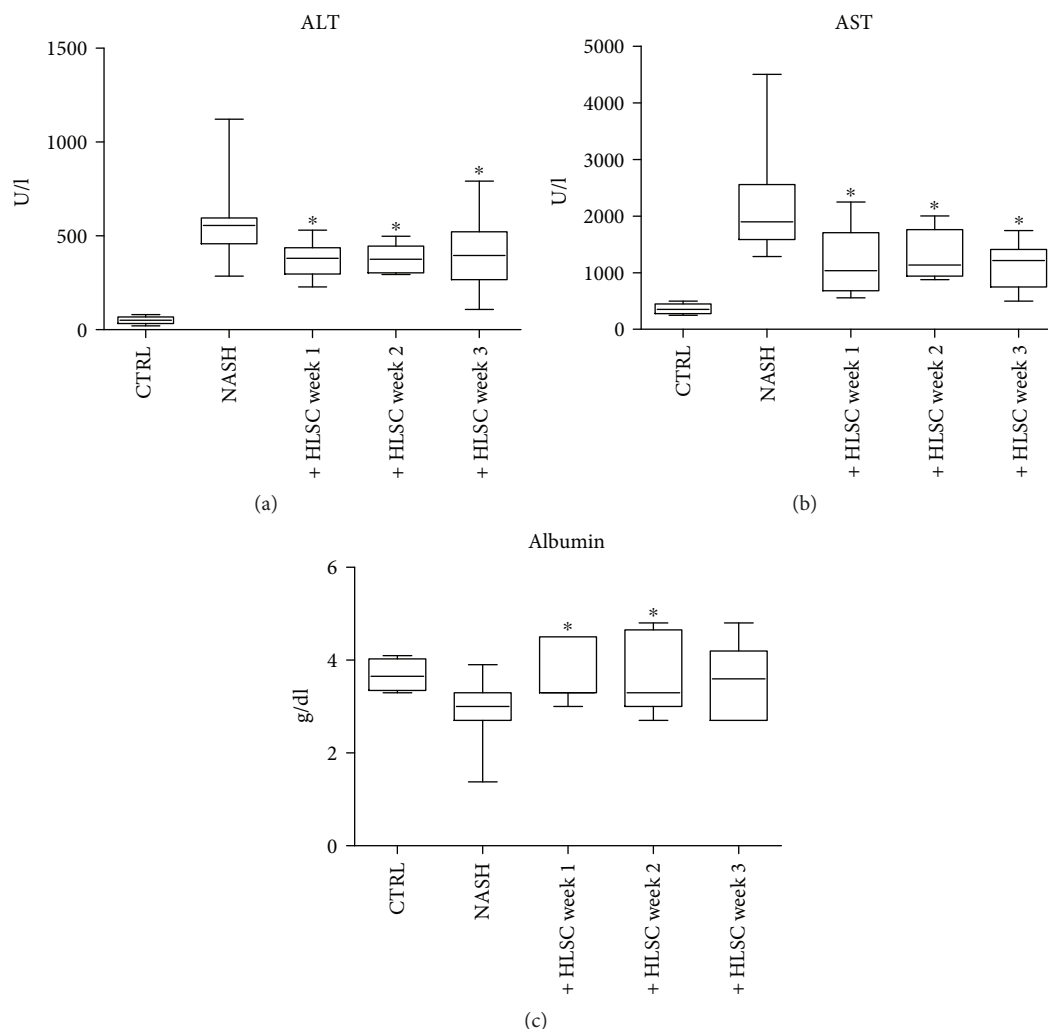 ALT
1500
1000
500
0
U/l
*
*
*
CTRL
NASH
+ HLSC week 1
+ HLSC week 2
+ HLSC week 3
(a)
AST
5000
4000
3000
2000
1000
0
U/l
*
*
*
CTRL
NASH
+ HLSC week 1
+ HLSC week 2
+ HLSC week 3
(b)
Albumin
6
4
2
0
g/dl
*
*
CTRL
NASH
+ HLSC week 1
+ HLSC week 2
+ HLSC week 3
(c)